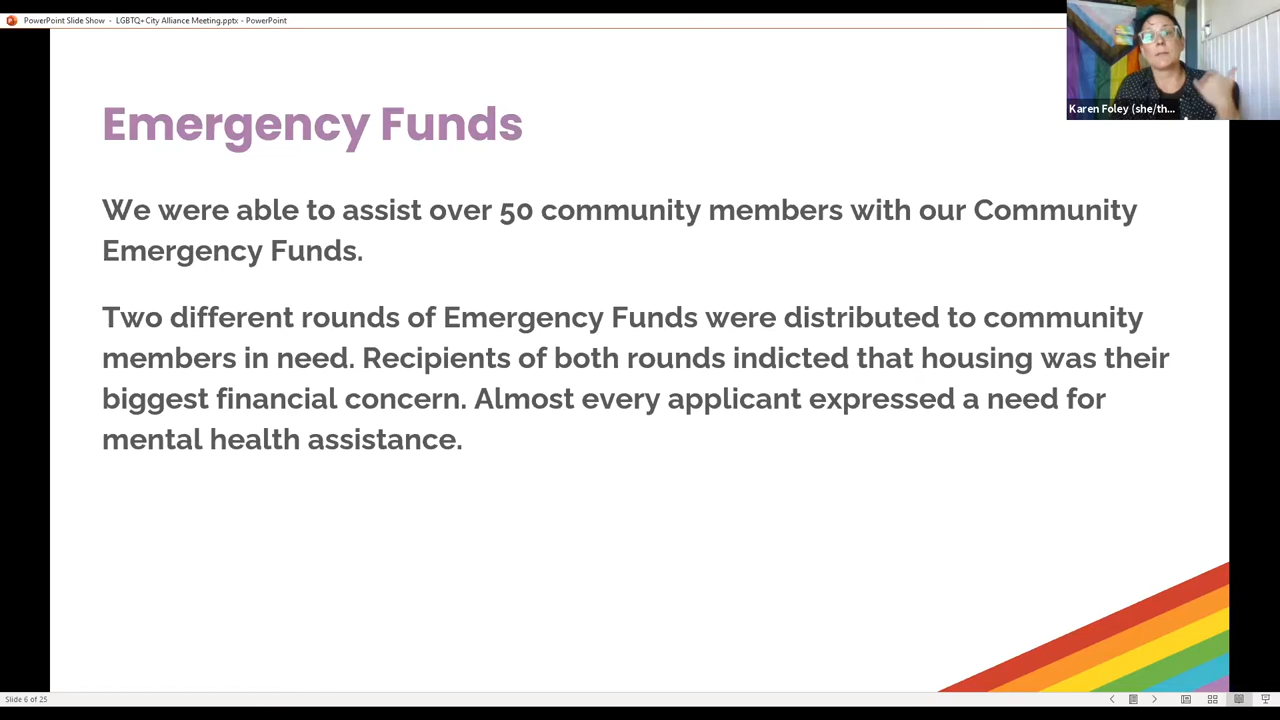 PowerPoint Slide Show - LGBTQ+City Alliance Meeting.pptx - PowerPoint
Karen Foley (she/th...
Emergency Funds
We were able to assist over 50 community members with our Community
Emergency Funds.
Two different rounds of Emergency Funds were distributed to community
members in need. Recipients of both rounds indicted that housing was their
biggest financial concern. Almost every applicant expressed a need for
mental health assistance.
Slide 6 of 25